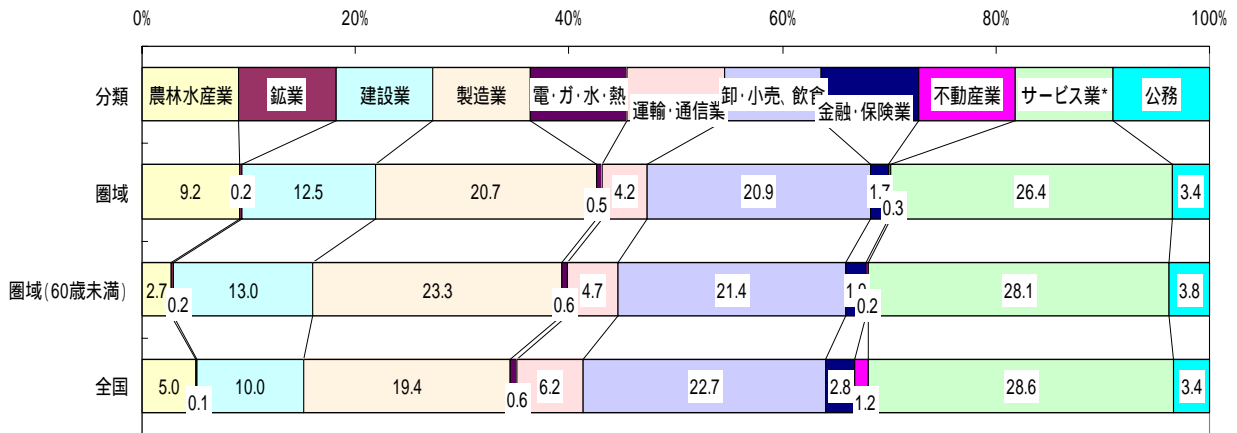 0% 20% 40% 60% 80% 100%
分類 農林水産業 鉱業 建設業 製造業 電・ガ・水・熱 運輸・通信業 卸・小売、飲食 金融・保険業 不動産業 サービス業* 公務
圏域 9.2 0.2 12.5 20.7 0.5 4.2 20.9 1.7 0.3 26.4 3.4
圏域(60歳未満) 2.7 0.2 13.0 23.3 0.6 4.7 21.4 0.2 28.1 3.8
全国 5.0 0.1 10.0 19.4 0.6 6.2 22.7 2.8 1.2 28.6 3.4